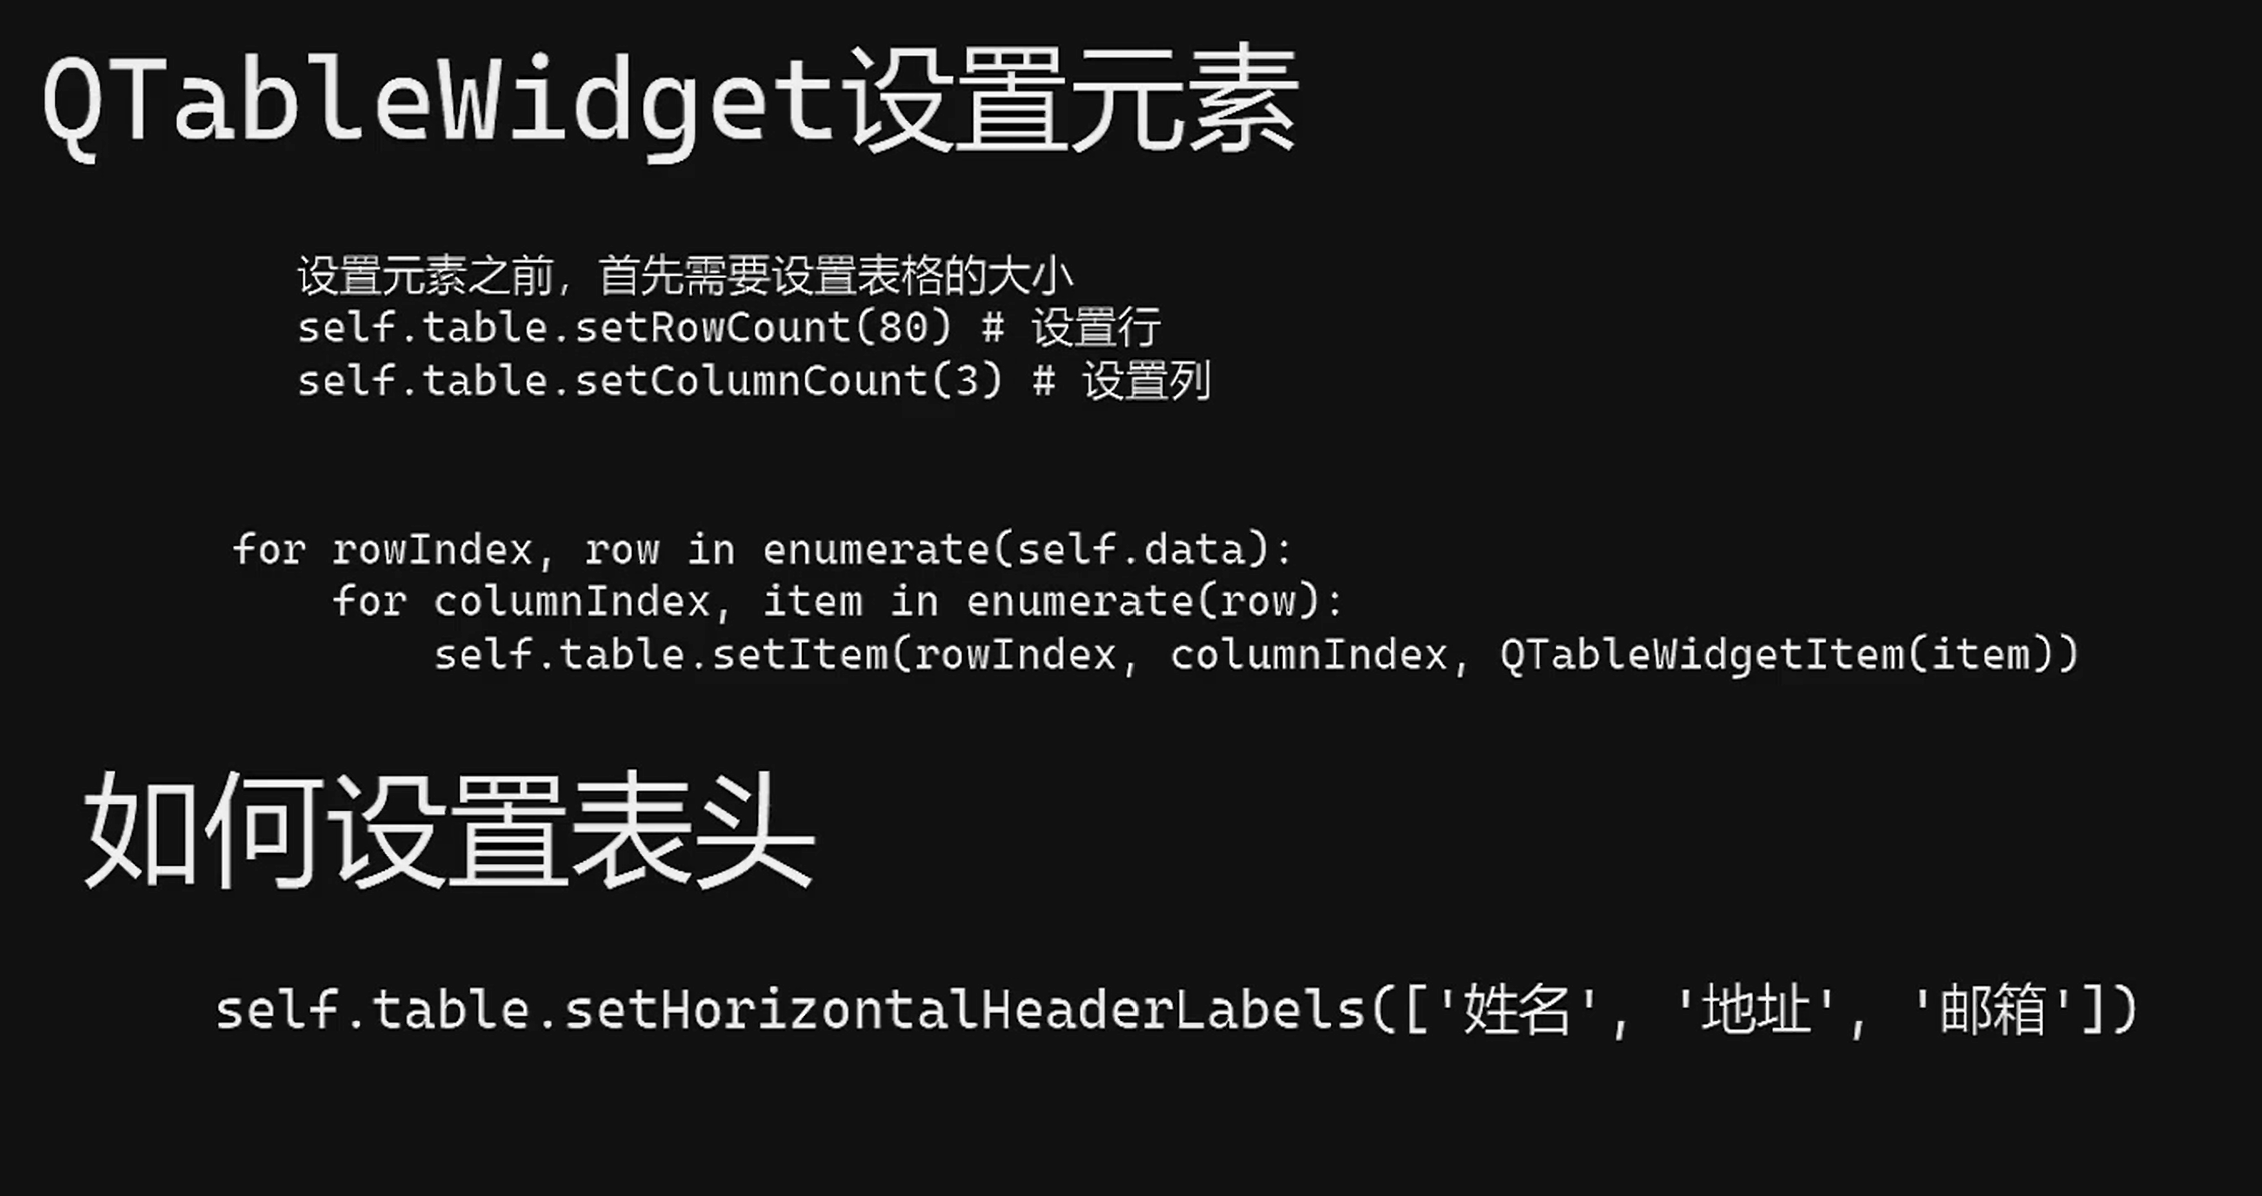 QTableWidget设置元素
设置元素之前，首先需要设置表格的大小
self.table.setRowCount(80) # 设置行
self.table.setColumnCount(3) # 设置列
for rowIndex, row in enumerate(self.data):
    for columnIndex, item in enumerate(row):
        self.table.setItem(rowIndex, columnIndex, QTableWidgetItem(item))
如何设置表头
self.table.setHorizontalHeaderLabels(['姓名', '地址', '邮箱'])